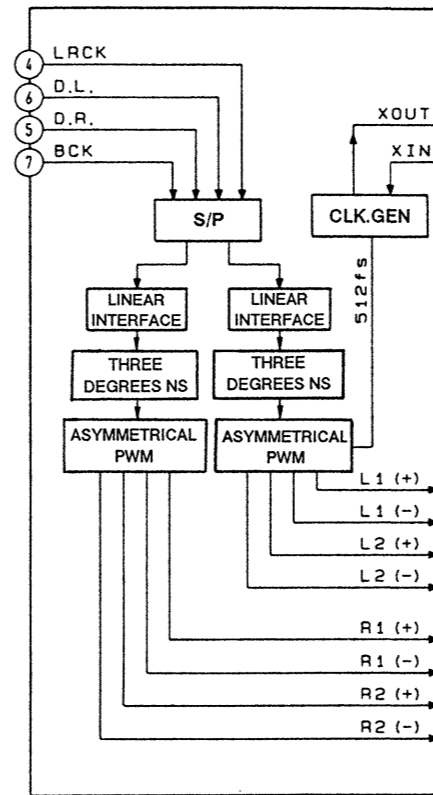 4 LRCK
6 D.L.
5 D.R.
7 BCK
XOUT
XIN
S/P
CLK.GEN
512fs
LINEAR
INTERFACE
LINEAR
INTERFACE
THREE
DEGREES NS
THREE
DEGREES NS
ASYMMETRICAL
PWM
ASYMMETRICAL
PWM
L1 (+)
L1 (-)
L2 (+)
L2 (-)
R1 (+)
R1 (-)
R2 (+)
R2 (-)